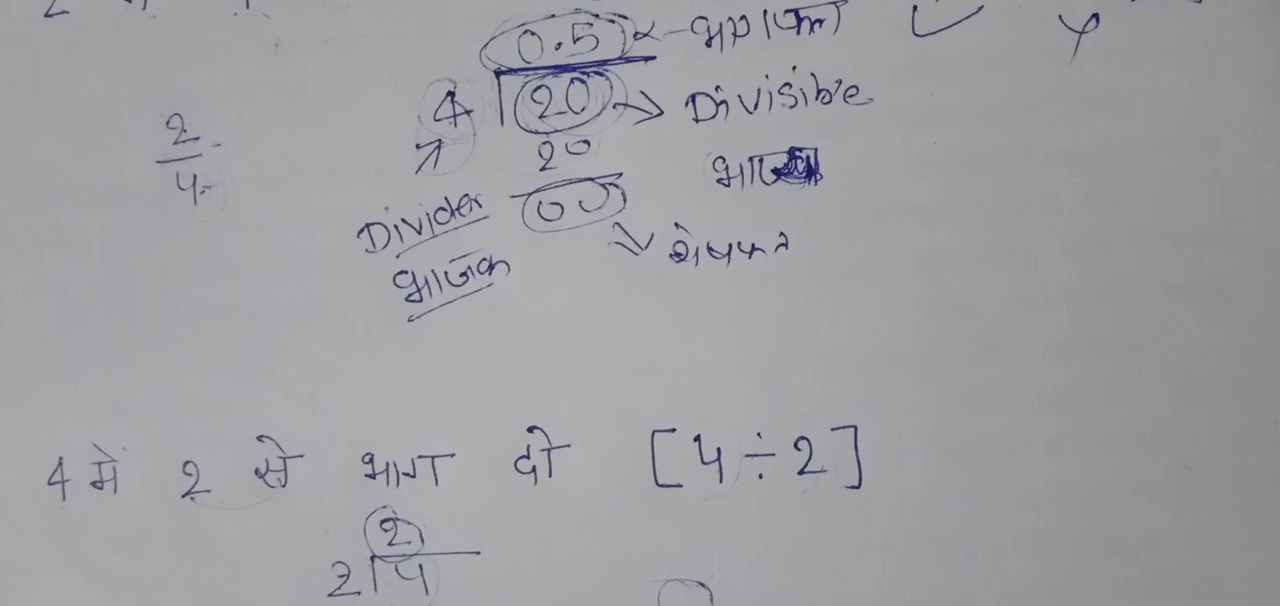 0.5 ← भागफल
2/4
4 20 → Divisible
20
भाज्य
Divider 00
भाजक
शेषफल
4 में 2 से भाग दो [4 ÷ 2]
2
2 4